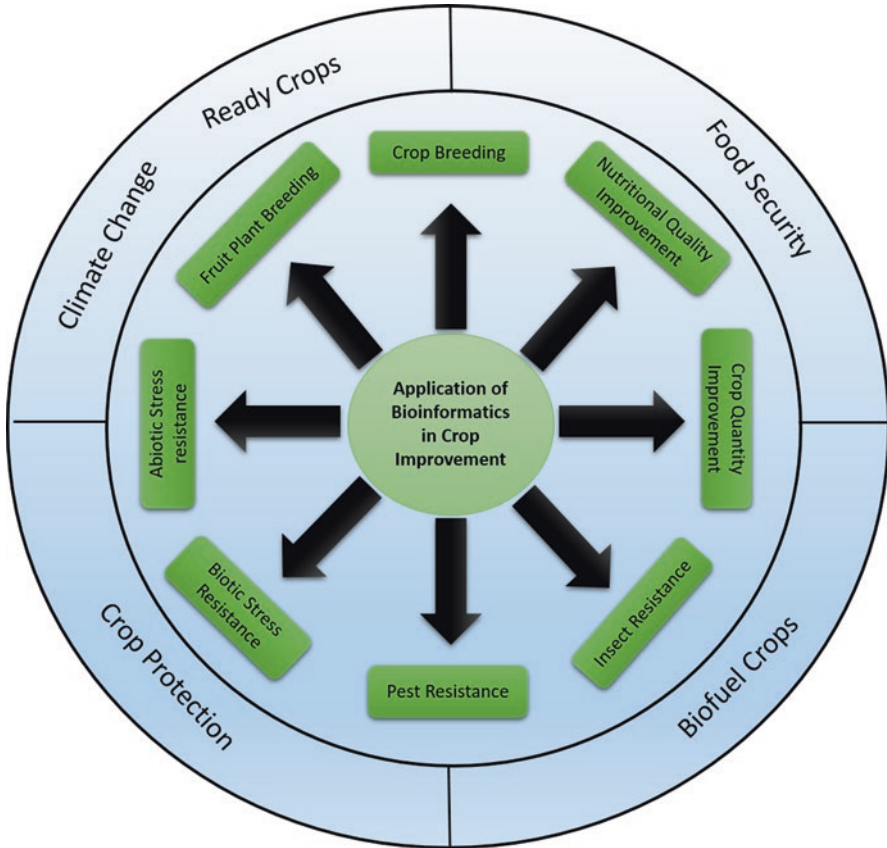 Climate Change
Ready Crops
Food Security
Biofuel Crops
Crop Protection
Crop Breeding
Nutritional Quality
Improvement
Crop Quantity
Improvement
Insect Resistance
Pest Resistance
Biotic Stress
Resistance
Abiotic Stress
resistance
Fruit Plant Breeding
Application of
Bioinformatics
in Crop
Improvement